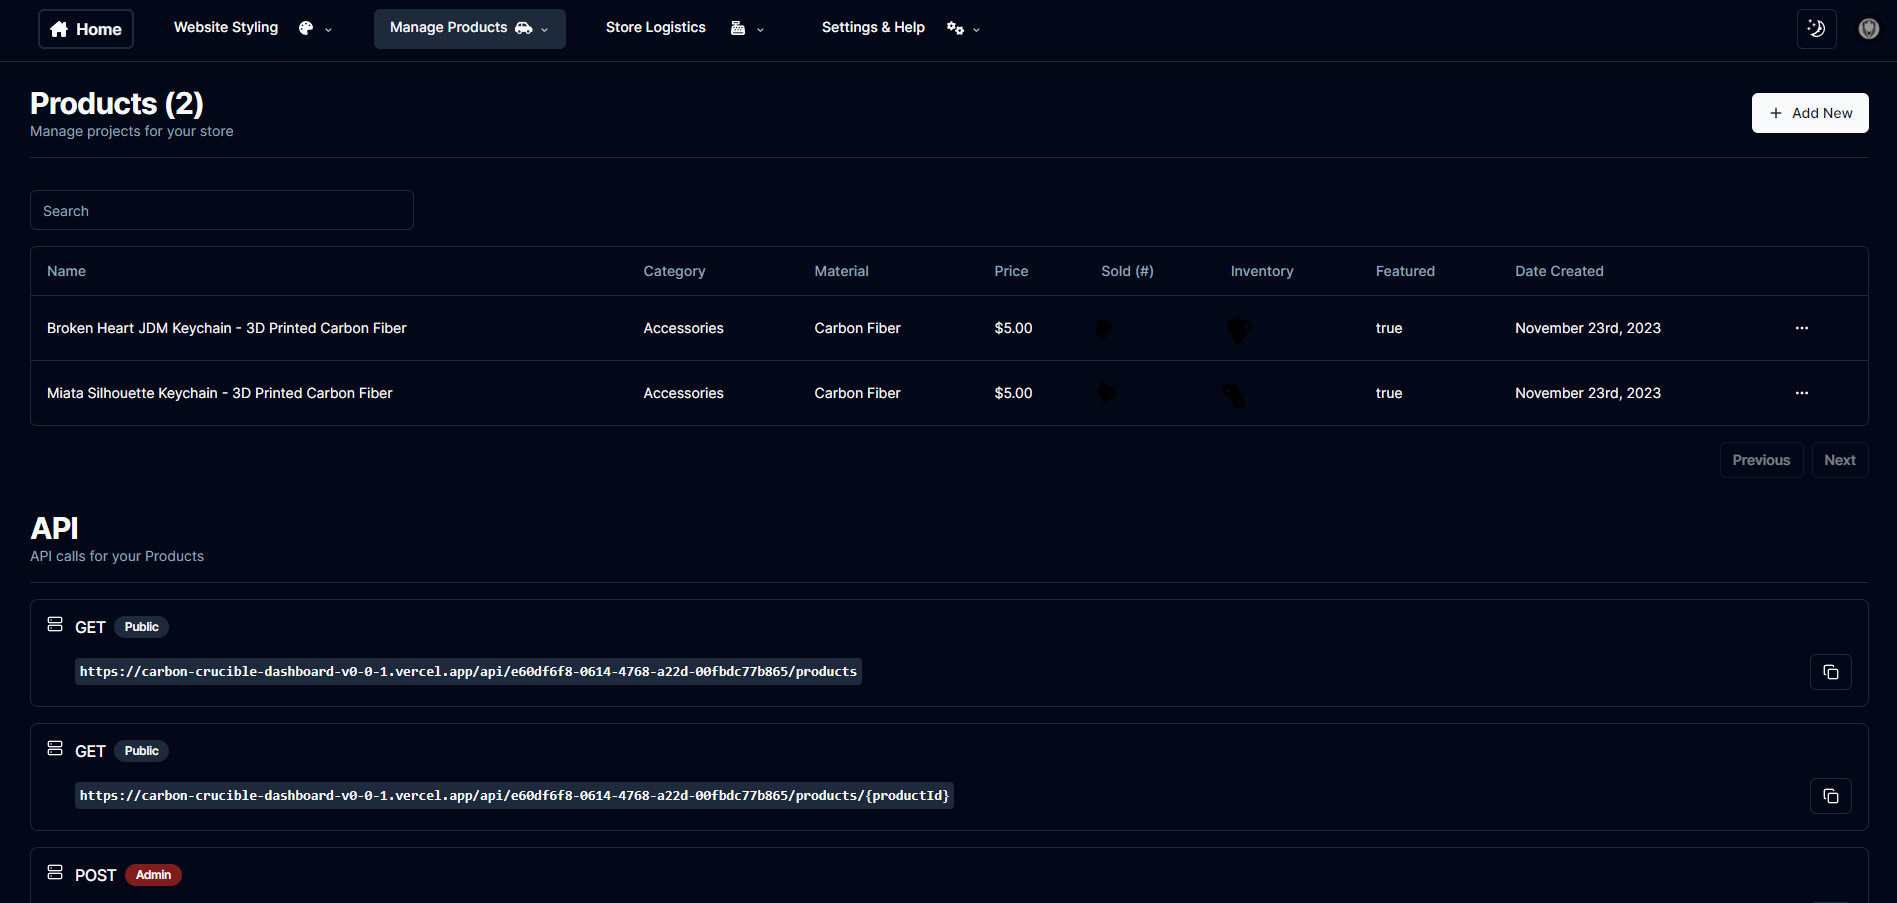 Home Website Styling Manage Products Store Logistics Settings & Help
Products (2)
Manage projects for your store
Add New
Search
Name Category Material Price Sold (#) Inventory Featured Date Created
Broken Heart JDM Keychain - 3D Printed Carbon Fiber Accessories Carbon Fiber $5.00 true November 23rd, 2023
Miata Silhouette Keychain - 3D Printed Carbon Fiber Accessories Carbon Fiber $5.00 true November 23rd, 2023
Previous Next
API
API calls for your Products
GET Public
https://carbon-crucible-dashboard-v0-0-1.vercel.app/api/e60df6f8-0614-4768-a22d-00fbdc77b865/products
GET Public
https://carbon-crucible-dashboard-v0-0-1.vercel.app/api/e60df6f8-0614-4768-a22d-00fbdc77b865/products/{productId}
POST Admin